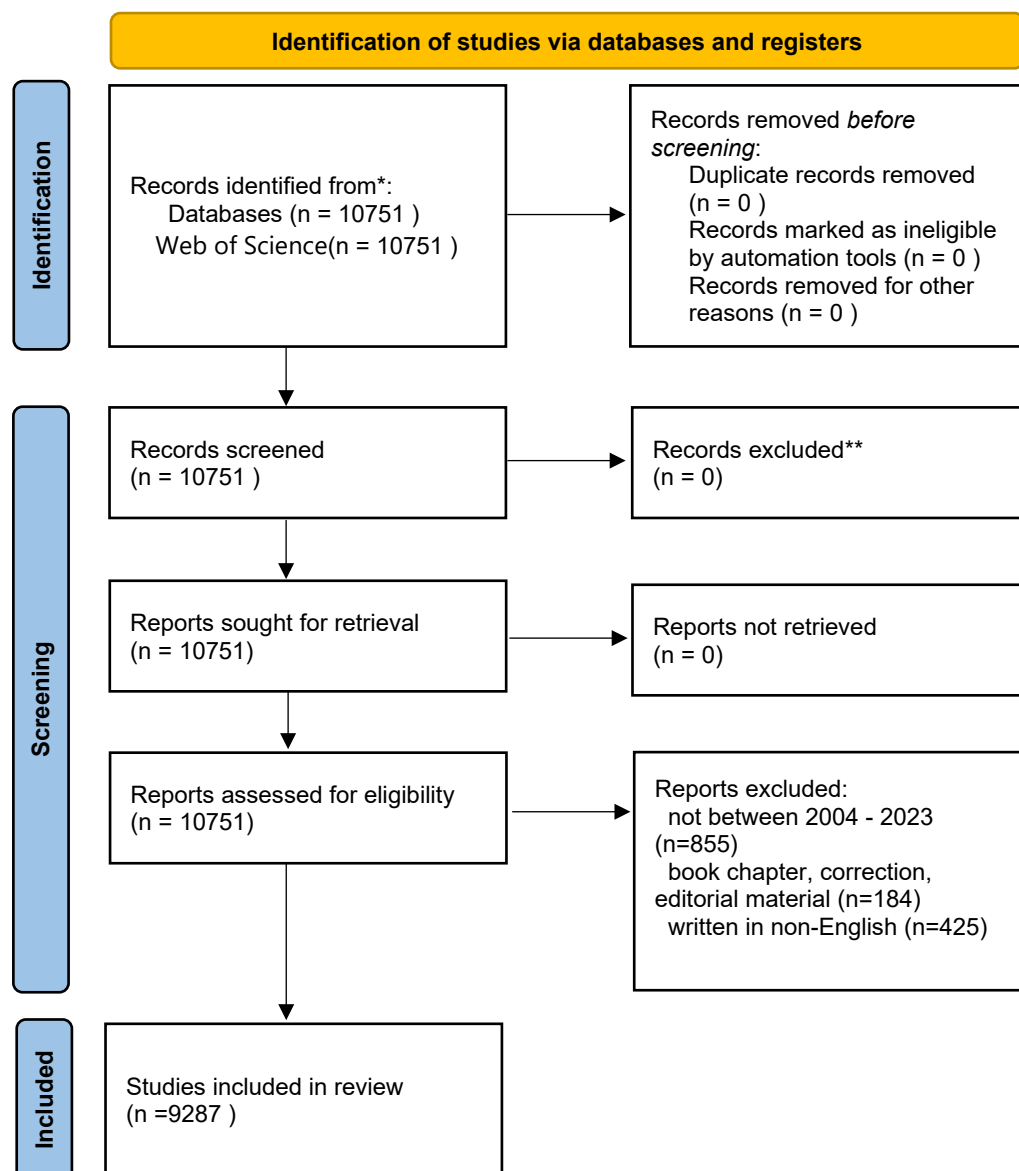 Identification of studies via databases and registers
Identification
Records identified from*:
Databases (n = 10751 )
Web of Science(n = 10751 )
Records removed before
screening:
Duplicate records removed
(n = 0 )
Records marked as ineligible
by automation tools (n = 0 )
Records removed for other
reasons (n = 0 )
Screening
Records screened
(n = 10751 )
Records excluded**
(n = 0)
Reports sought for retrieval
(n = 10751)
Reports not retrieved
(n = 0)
Reports assessed for eligibility
(n = 10751)
Reports excluded:
not between 2004 - 2023
(n=855)
book chapter, correction,
editorial material (n=184)
written in non-English (n=425)
Included
Studies included in review
(n =9287 )